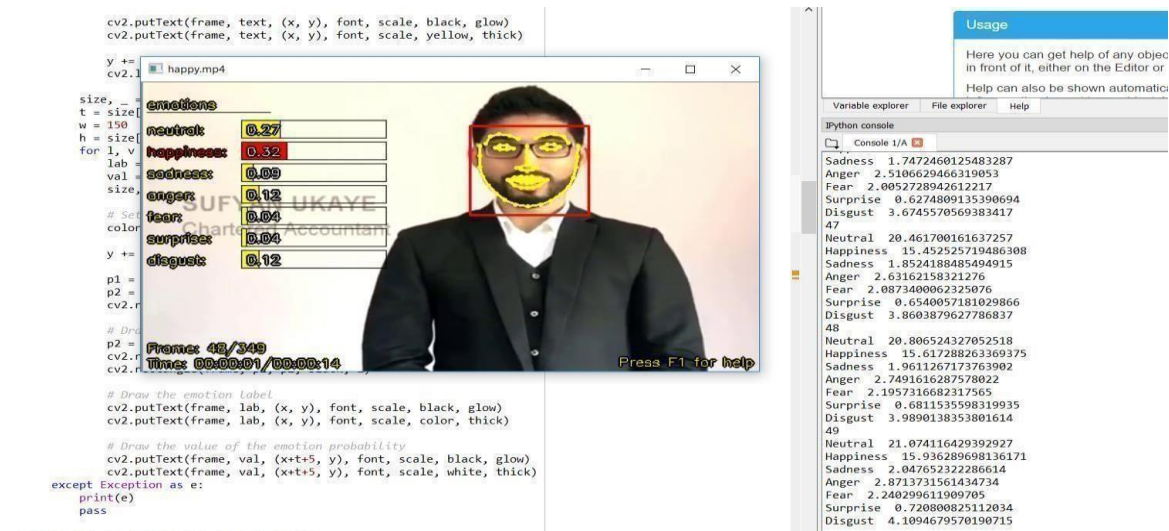 cv2.putText(frame, text, (x, y), font, scale, black, glow)
cv2.putText(frame, text, (x, y), font, scale, yellow, thick)
y +=
size, _ =
t = size[
w = 150
h = size[
for l, v
lab =
val =
size,
# Set
color
y +=
p1 =
p2 =
cv2.r
# Dra
p2 =
cv2.r
# Draw the emotion label
cv2.putText(frame, lab, (x, y), font, scale, black, glow)
cv2.putText(frame, lab, (x, y), font, scale, color, thick)
# Draw the value of the emotion probability
cv2.putText(frame, val, (x+t+5, y), font, scale, black, glow)
cv2.putText(frame, val, (x+t+5, y), font, scale, white, thick)
except Exception as e:
print(e)
pass
happy.mp4
emotions
neutral: 0.27
happiness: 0.32
sadness: 0.09
anger: 0.12
fear: 0.04
surprise: 0.04
disgust: 0.12
SUFYAN UKAYE
Chartered Accountant
Frame: 48/349
Time: 00:00:01/00:00:14
Press F1 for help
Usage
Here you can get help of any objec
in front of it, either on the Editor or
Help can also be shown automatica
Variable explorer File explorer Help
IPython console
Console 1/A
Sadness 1.7472460125483287
Anger 2.5106629466319053
Fear 2.0052728942612217
Surprise 0.6274809135390694
Disgust 3.6745570569383417
47
Neutral 20.461700161637257
Happiness 15.452525719486308
Sadness 1.8524188485494915
Anger 2.63162158321276
Fear 2.0873400062325076
Surprise 0.6540057181029866
Disgust 3.8603879627786837
48
Neutral 20.806524327052518
Happiness 15.617288263369375
Sadness 1.9611267173763902
Anger 2.7491616287578022
Fear 2.1957316682317565
Surprise 0.6811535598319935
Disgust 3.9890138353801614
49
Neutral 21.074116429392927
Happiness 15.936289698136171
Sadness 2.047652322286614
Anger 2.8713731561434734
Fear 2.240299611909705
Surprise 0.720800825112034
Disgust 4.1094679570190715